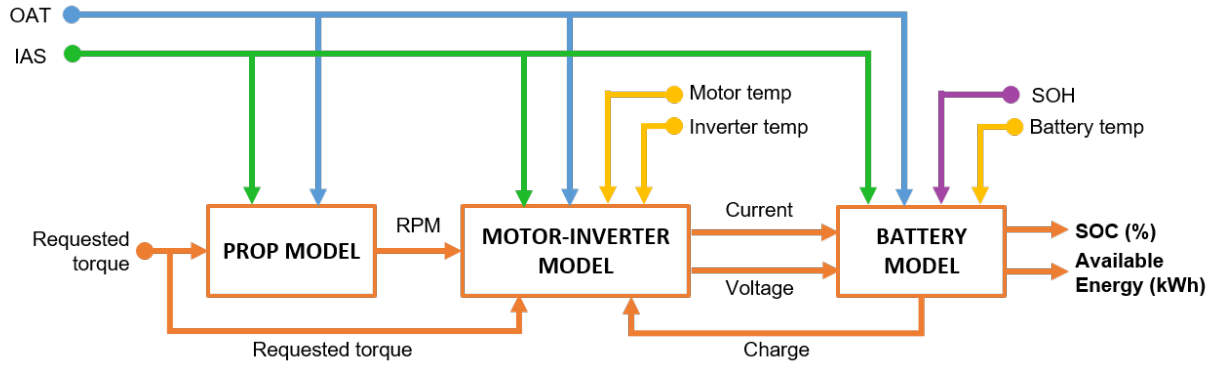 OAT
IAS
Motor temp
Inverter temp
SOH
Battery temp
Requested
torque
PROP MODEL
RPM
MOTOR-INVERTER
MODEL
Current
Voltage
BATTERY
MODEL
SOC (%)
Available
Energy (kWh)
Requested torque
Charge